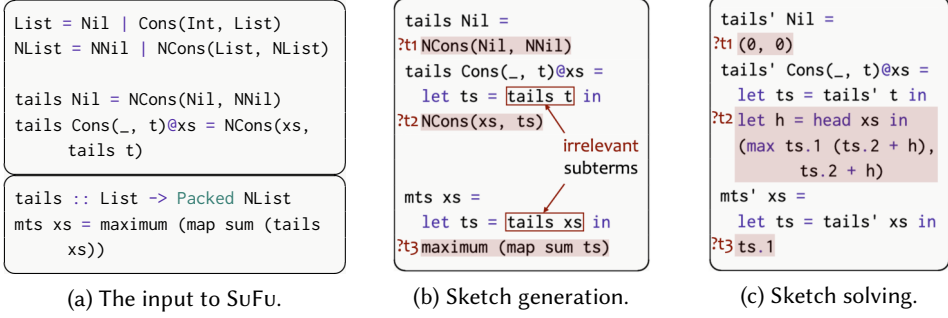 List = Nil | Cons(Int, List)
NList = NNil | NCons(List, NList)
tails Nil = NCons(Nil, NNil)
tails Cons(_, t)@xs = NCons(xs,
tails t)
tails :: List -> Packed NList
mts xs = maximum (map sum (tails
xs))
(a) The input to SuFu.
tails Nil =
?t1 NCons(Nil, NNil)
tails Cons(_, t)@xs =
let ts = tails t in
?t2 NCons(xs, ts)
irrelevant
subterms
mts xs =
let ts = tails xs in
?t3 maximum (map sum ts)
(b) Sketch generation.
tails' Nil =
?t1 (0, 0)
tails' Cons(_, t)@xs =
let ts = tails' t in
?t2 let h = head xs in
(max ts.1 (ts.2 + h),
ts.2 + h)
mts' xs =
let ts = tails' xs in
?t3 ts.1
(c) Sketch solving.